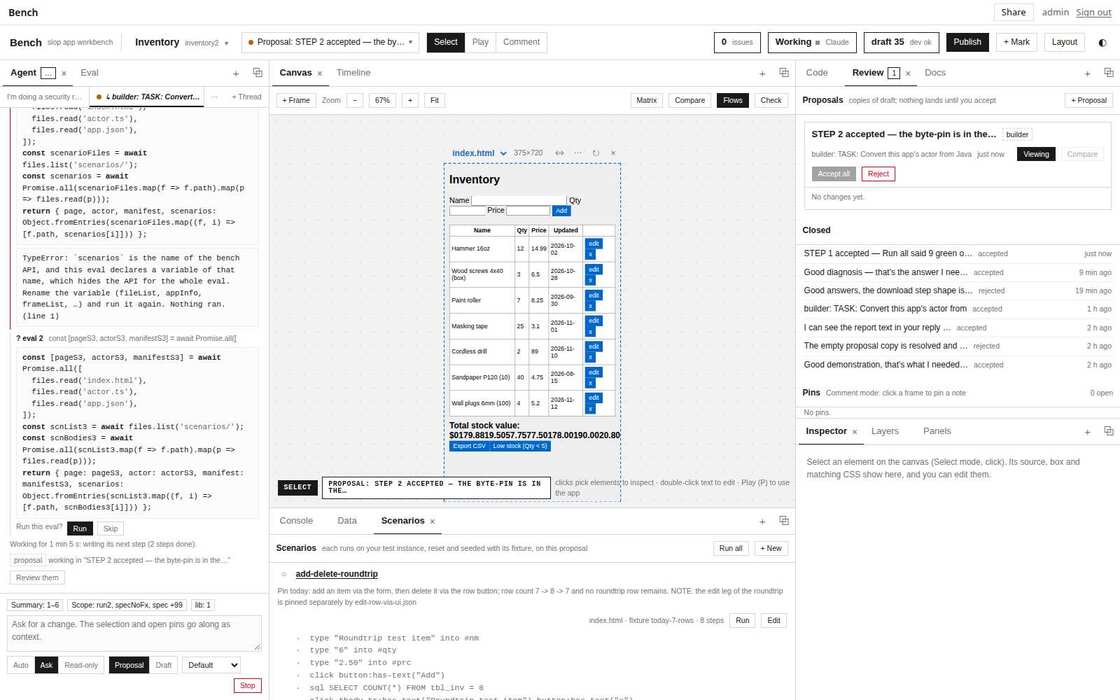 Bench
Share
admin
Sign out
Bench slop app workbench
Inventory inventory2
Proposal: STEP 2 accepted — the by…
Select
Play
Comment
0 issues
Working Claude
draft 35 dev ok
Publish
+ Mark
Layout
Agent … ×
Eval
I'm doing a security r…
↳ builder: TASK: Convert…
+ Thread
files.read('actor.ts'),
files.read('app.json'),
]);
const scenarioFiles = await
files.list('scenarios/');
const scenarios = await
Promise.all(scenarioFiles.map(f => f.path).map(p
=> files.read(p)));
return { page, actor, manifest, scenarios:
Object.fromEntries(scenarioFiles.map((f, i) =>
[f.path, scenarios[i]])) };
TypeError: `scenarios` is the name of the bench
API, and this eval declares a variable of that
name, which hides the API for the whole eval.
Rename the variable (fileList, appInfo,
frameList, …) and run it again. Nothing ran.
(line 1)
? eval 2 const [pageS3, actorS3, manifestS3] = await Promise.all([
const [pageS3, actorS3, manifestS3] = await
Promise.all([
files.read('index.html'),
files.read('actor.ts'),
files.read('app.json'),
]);
const scnList3 = await files.list('scenarios/');
const scnBodies3 = await
Promise.all(scnList3.map(f => f.path).map(p =>
files.read(p)));
return { page: pageS3, actor: actorS3, manifest:
manifestS3, scenarios:
Object.fromEntries(scnList3.map((f, i) =>
[f.path, scnBodies3[i]])) };
Run this eval?
Run
Skip
Working for 1 min 5 s: writing its next step (2 steps done)
proposal working in "STEP 2 accepted — the byte-pin is in the…"
Review them
Summary: 1–6
Scope: run2, specNoFx, spec +99
lib: 1
Ask for a change. The selection and open pins go along as
context.
Auto
Ask
Read-only
Proposal
Draft
Default
Stop
Canvas ×
Timeline
+ Frame
Zoom
−
67%
+
Fit
Matrix
Compare
Flows
Check
index.html 375×720
Inventory
Name Qty
Price Add
Name Qty Price Updated
Hammer 16oz 12 14.99 2026-10-02 edit x
Wood screws 4x40 (box) 3 6.5 2026-10-28 edit x
Paint roller 7 8.25 2026-09-30 edit x
Masking tape 25 3.1 2026-11-01 edit x
Cordless drill 2 89 2026-11-10 edit x
Sandpaper P120 (10) 40 4.75 2026-08-15 edit x
Wall plugs 6mm (100) 4 5.2 2026-11-12 edit x
Total stock value:
$0179.8819.5057.7577.50178.00190.0020.80
Export CSV
Low stock (Qty < 5)
SELECT
PROPOSAL: STEP 2 ACCEPTED — THE BYTE-PIN IS IN THE…
clicks pick elements to inspect · double-click text to edit · Play (P) to use the app
Console
Data
Scenarios ×
Scenarios each runs on your test instance, reset and seeded with its fixture, on this proposal
Run all
+ New
add-delete-roundtrip
Pin today: add an item via the form, then delete it via the row button; row count 7 -> 8 -> 7 and no roundtrip row remains. NOTE: the edit leg of the roundtrip
is pinned separately by edit-row-via-ui.json
index.html · fixture today-7-rows · 8 steps
Run
Edit
· type "Roundtrip test item" into #nm
· type "6" into #qty
· type "2.50" into #prc
· click button:has-text("Add")
· sql SELECT COUNT(*) FROM tbl_inv = 8
Code
Review 1
Docs
Proposals copies of draft; nothing lands until you accept
+ Proposal
STEP 2 accepted — the byte-pin is in the… builder
builder: TASK: Convert this app's actor from Java just now
Viewing
Compare
Accept all
Reject
No changes yet.
Closed
STEP 1 accepted — Run all said 9 green o… accepted just now
Good diagnosis — that's the answer I nee… accepted 9 min ago
Good answers, the download step shape is… rejected 19 min ago
builder: TASK: Convert this app's actor from accepted 1 h ago
I can see the report text in your reply … accepted 2 h ago
The empty proposal copy is resolved and … rejected 2 h ago
Good demonstration, that's what I needed… accepted 2 h ago
Pins Comment mode: click a frame to pin a note 0 open
No pins.
Inspector ×
Layers
Panels
Select an element on the canvas (Select mode, click). Its source, box and
matching CSS show here, and you can edit them.